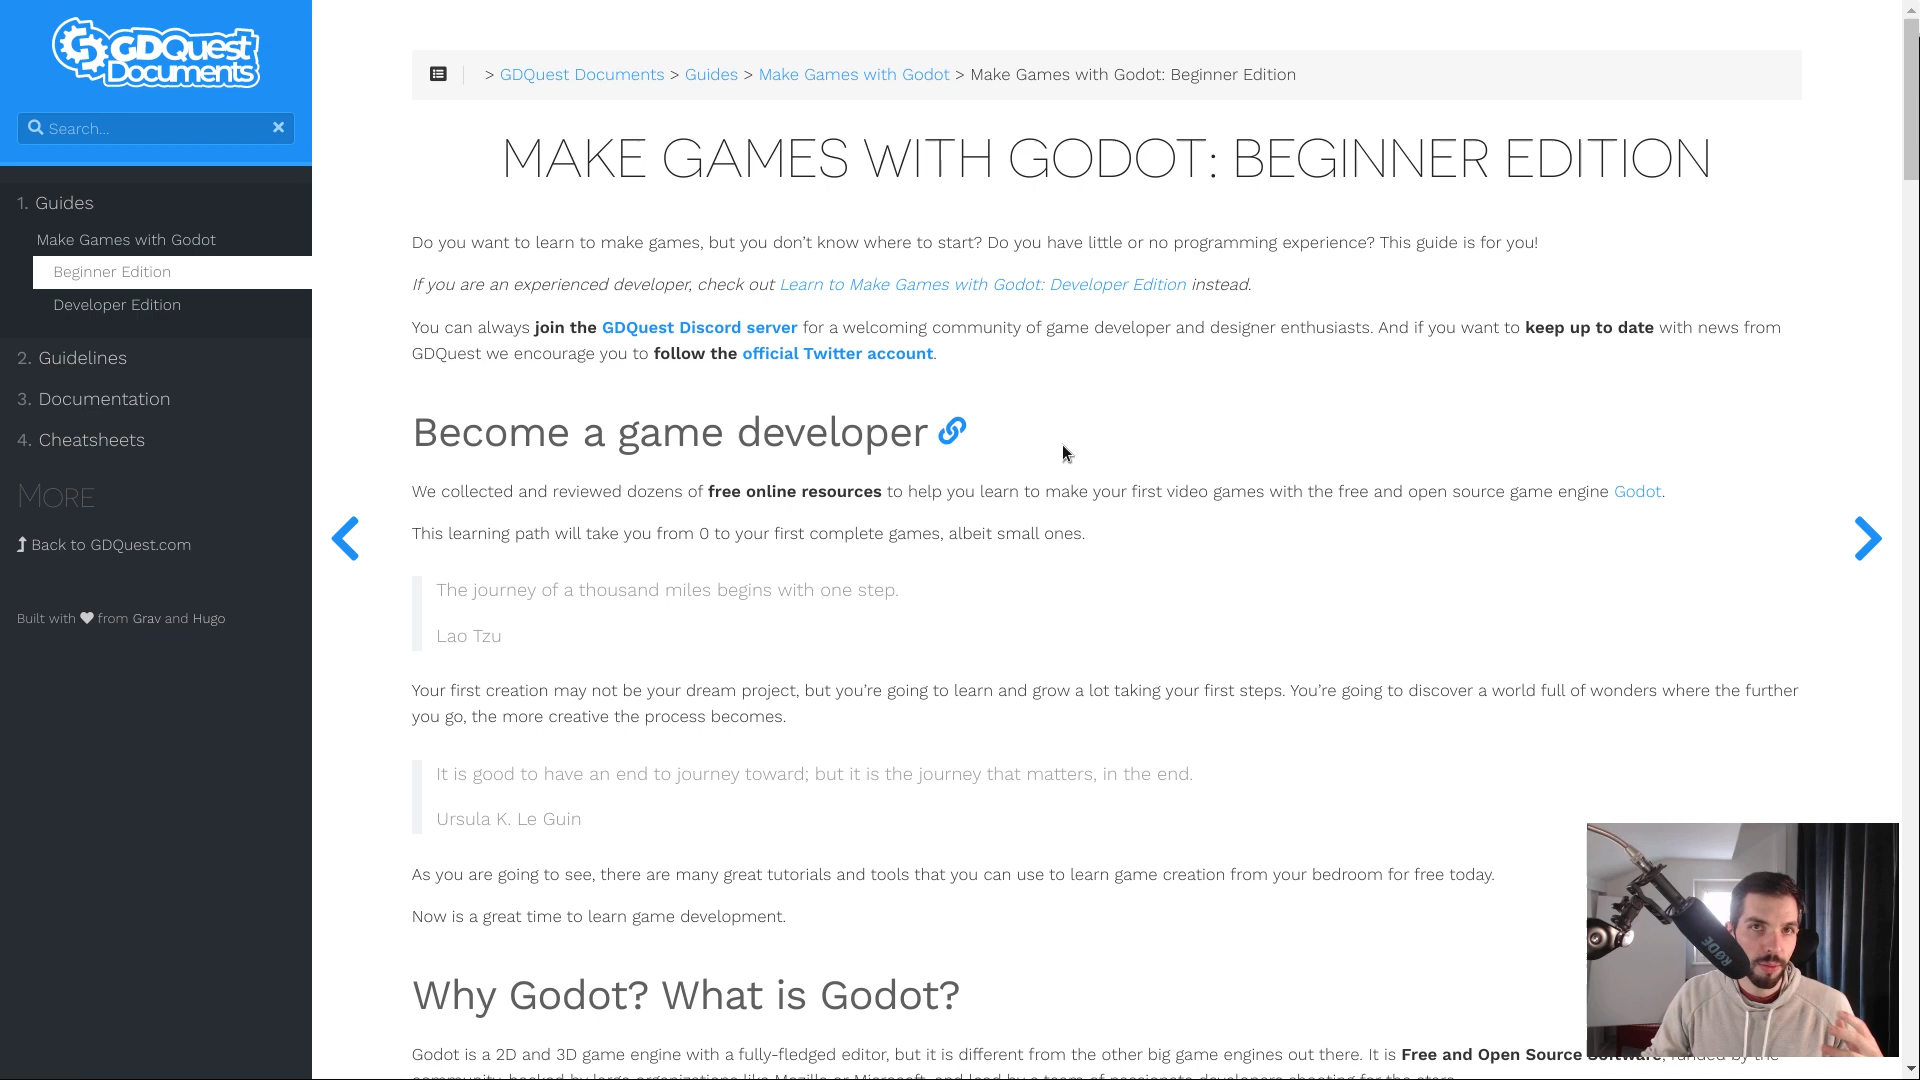 GDQuest
Documents
Search...
1. Guides
Make Games with Godot
Beginner Edition
Developer Edition
2. Guidelines
3. Documentation
4. Cheatsheets
MORE
Back to GDQuest.com
Built with from Grav and Hugo
> GDQuest Documents > Guides > Make Games with Godot > Make Games with Godot: Beginner Edition
MAKE GAMES WITH GODOT: BEGINNER EDITION
Do you want to learn to make games, but you don’t know where to start? Do you have little or no programming experience? This guide is for you!
If you are an experienced developer, check out Learn to Make Games with Godot: Developer Edition instead.
You can always join the GDQuest Discord server for a welcoming community of game developer and designer enthusiasts. And if you want to keep up to date with news from
GDQuest we encourage you to follow the official Twitter account.
Become a game developer
We collected and reviewed dozens of free online resources to help you learn to make your first video games with the free and open source game engine Godot.
This learning path will take you from 0 to your first complete games, albeit small ones.
The journey of a thousand miles begins with one step.
Lao Tzu
Your first creation may not be your dream project, but you’re going to learn and grow a lot taking your first steps. You’re going to discover a world full of wonders where the further
you go, the more creative the process becomes.
It is good to have an end to journey toward; but it is the journey that matters, in the end.
Ursula K. Le Guin
As you are going to see, there are many great tutorials and tools that you can use to learn game creation from your bedroom for free today.
Now is a great time to learn game development.
RØDE
Why Godot? What is Godot?
Godot is a 2D and 3D game engine with a fully-fledged editor, but it is different from the other big game engines out there. It is Free and Open Source Software, funded by the